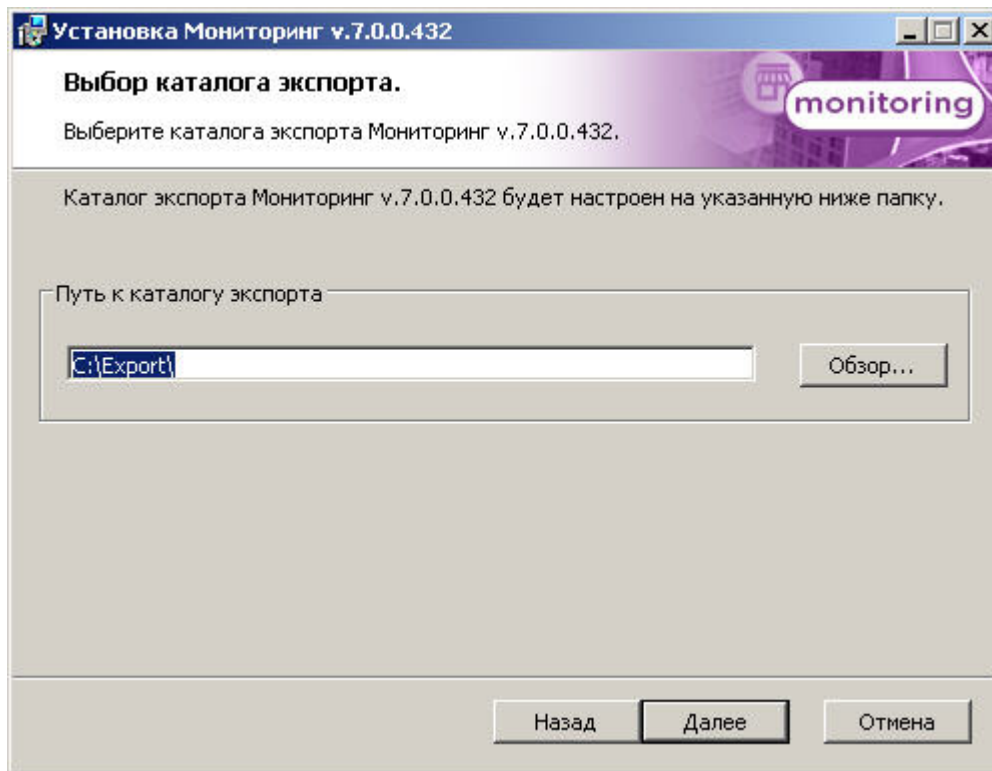 Установка Мониторинг v.7.0.0.432
Выбор каталога экспорта.
monitoring
Выберите каталога экспорта Мониторинг v.7.0.0.432.
Каталог экспорта Мониторинг v.7.0.0.432 будет настроен на указанную ниже папку.
Путь к каталогу экспорта
C:\Export\
Обзор...
Назад
Далее
Отмена